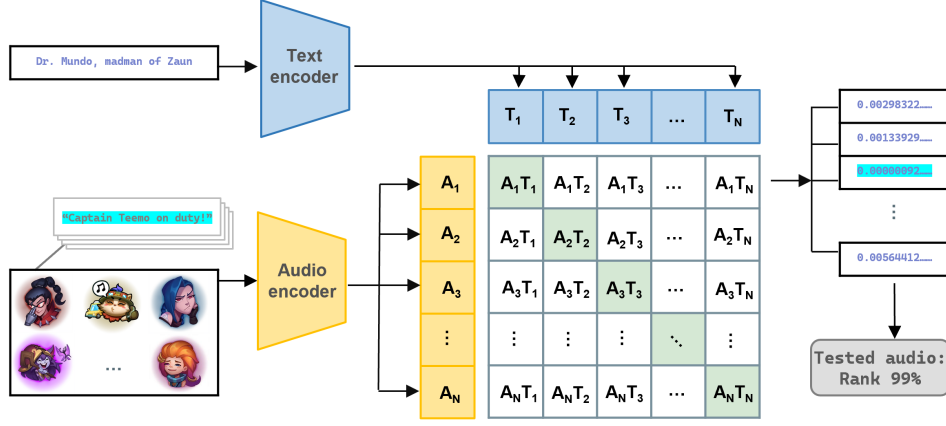 Dr. Mundo, madman of Zaun
Text
encoder
T1 T2 T3 ... TN
0.00298322……
0.00133929……
0.00000092……
⋮
0.00564412……
"Captain Teemo on duty!"
Audio
encoder
...
A1
A2
A3
⋮
AN
A1T1 A1T2 A1T3 ... A1TN
A2T1 A2T2 A2T3 ... A2TN
A3T1 A3T2 A3T3 ... A3TN
⋮ ⋮ ⋮ ⋱ ⋮
ANT1 ANT2 ANT3 ... ANTN
Tested audio:
Rank 99%